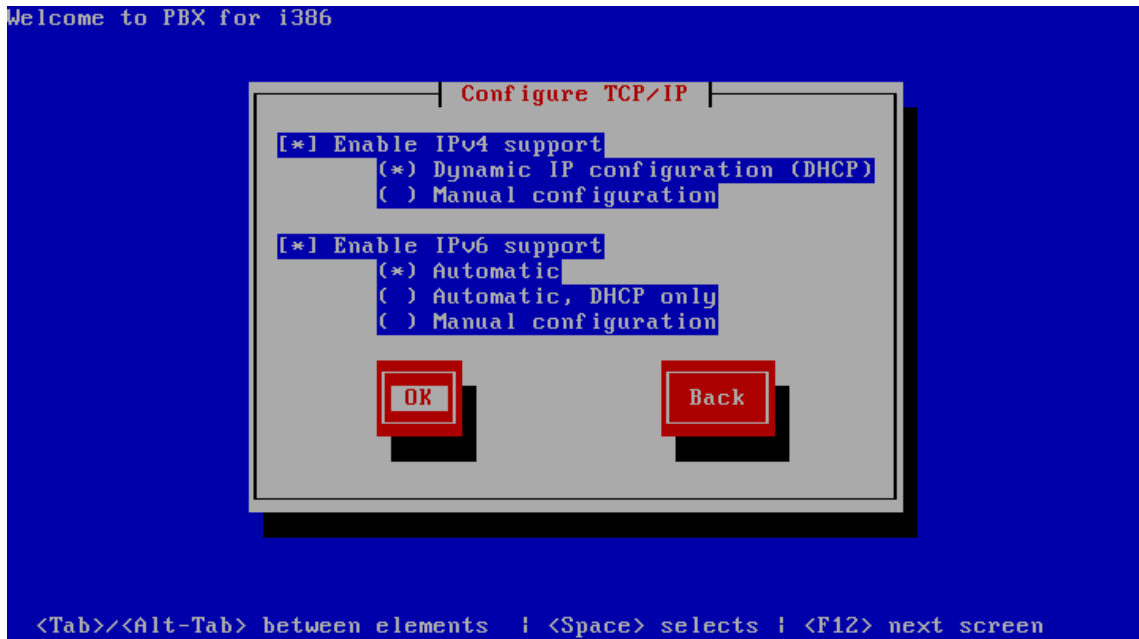 Welcome to PBX for i386
Configure TCP/IP
[*] Enable IPv4 support
(*) Dynamic IP configuration (DHCP)
( ) Manual configuration
[*] Enable IPv6 support
(*) Automatic
( ) Automatic, DHCP only
( ) Manual configuration
OK Back
<Tab>/<Alt-Tab> between elements | <Space> selects | <F12> next screen